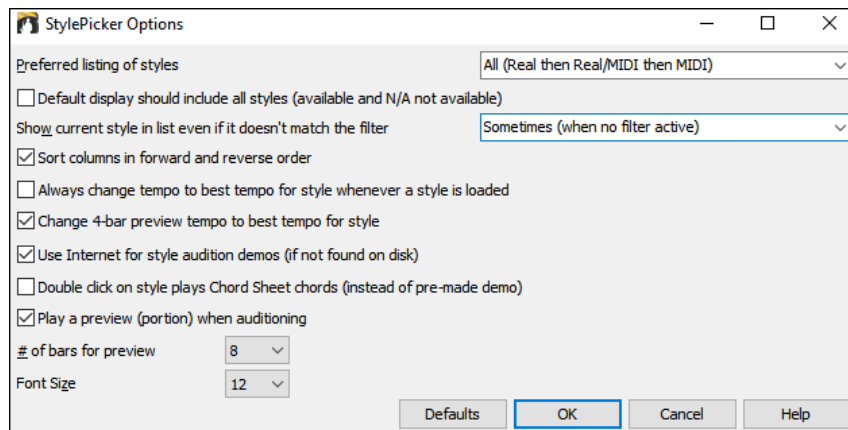 StylePicker Options
Preferred listing of styles All (Real then Real/MIDI then MIDI)
Default display should include all styles (available and N/A not available)
Show current style in list even if it doesn't match the filter Sometimes (when no filter active)
Sort columns in forward and reverse order
Always change tempo to best tempo for style whenever a style is loaded
Change 4-bar preview tempo to best tempo for style
Use Internet for style audition demos (if not found on disk)
Double click on style plays Chord Sheet chords (instead of pre-made demo)
Play a preview (portion) when auditioning
# of bars for preview 8
Font Size 12
Defaults OK Cancel Help